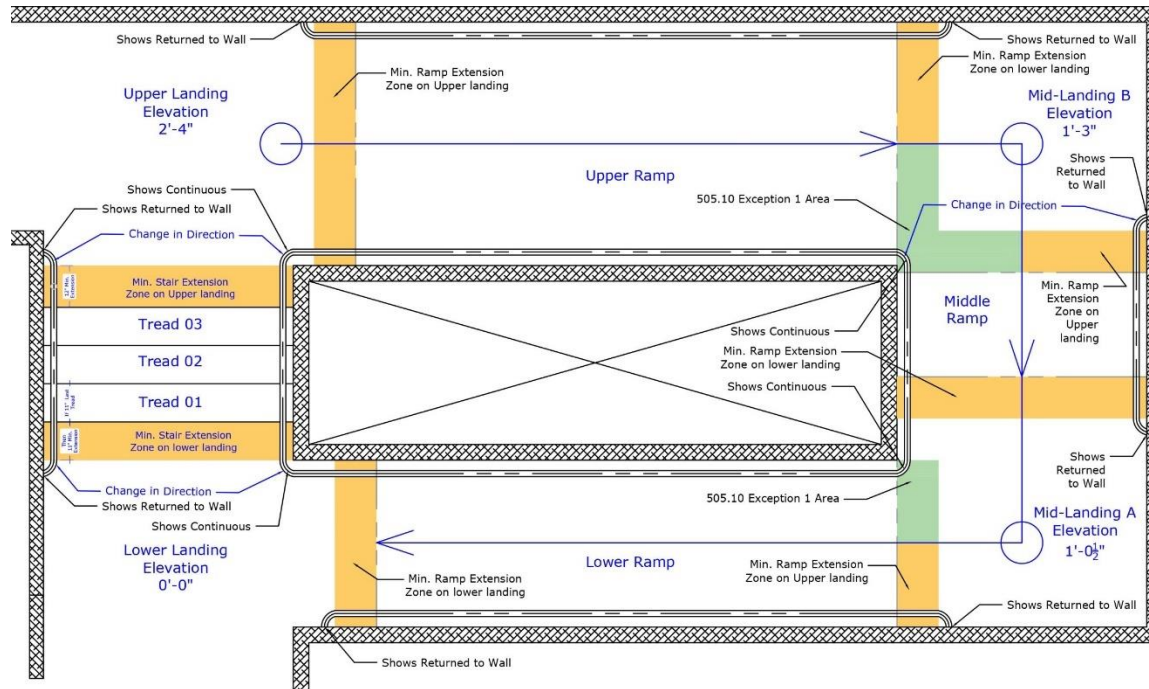 Shows Returned to Wall
Min. Ramp Extension
Zone on Upper landing
Shows Returned to Wall
Min. Ramp Extension
Zone on lower landing
Upper Landing
Elevation
2'-4"
Mid-Landing B
Elevation
1'-3"
Shows
Returned
to Wall
Upper Ramp
Shows Continuous
Shows Returned to Wall
505.10 Exception 1 Area
Change in Direction
Change in Direction
12" Min.
Extension
Min. Stair Extension
Zone on Upper landing
Tread 03
Tread 02
Tread 01
Min. Stair Extension
Zone on lower landing
12" Min.
Extension
Shows Continuous
Middle
Ramp
Min. Ramp
Extension
Zone on
Upper
landing
Min. Ramp Extension
Zone on lower landing
Shows Continuous
Change in Direction
Shows Returned to Wall
Shows Continuous
505.10 Exception 1 Area
Shows
Returned
to Wall
Lower Landing
Elevation
0'-0"
Mid-Landing A
Elevation
1'-0½"
Lower Ramp
Min. Ramp Extension
Zone on lower landing
Min. Ramp Extension
Zone on Upper landing
Shows Returned to Wall
Shows Returned to Wall